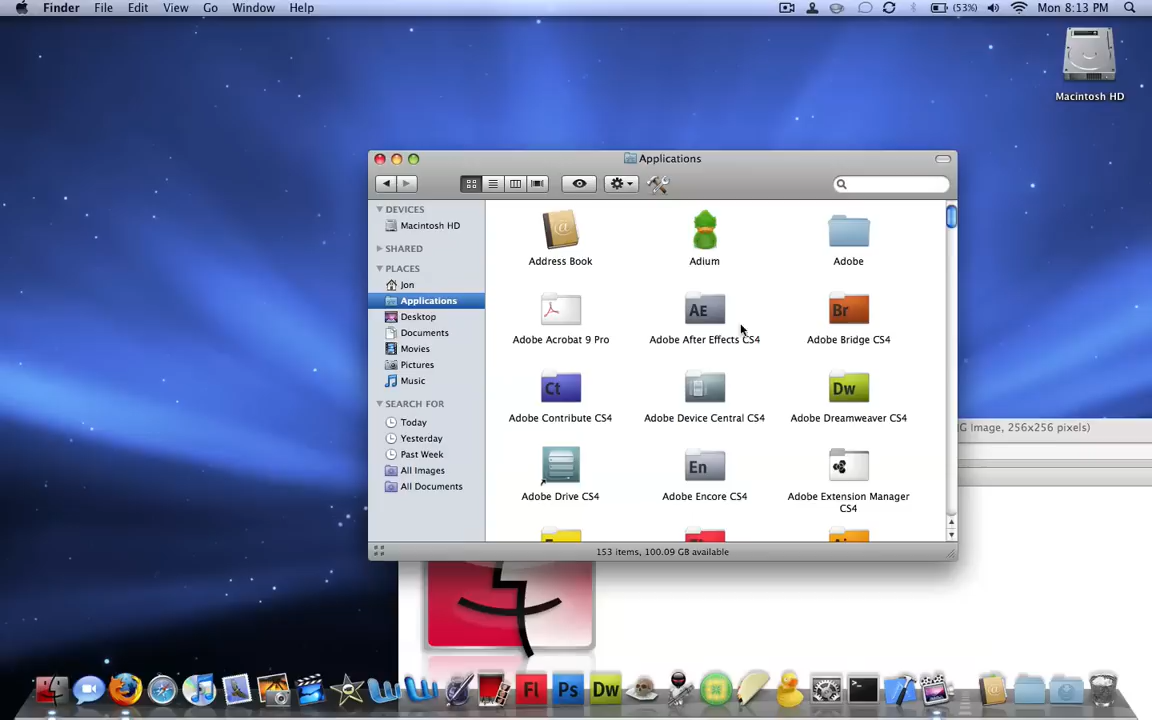 Finder File Edit View Go Window Help (53%) Mon 8:13 PM
Macintosh HD
Applications
DEVICES
Macintosh HD
SHARED
PLACES
Jon
Applications
Desktop
Documents
Movies
Pictures
Music
SEARCH FOR
Today
Yesterday
Past Week
All Images
All Documents
Address Book Adium Adobe
AE Br
Adobe Acrobat 9 Pro Adobe After Effects CS4 Adobe Bridge CS4
Ct Dw
Adobe Contribute CS4 Adobe Device Central CS4 Adobe Dreamweaver CS4
En
Adobe Drive CS4 Adobe Encore CS4 Adobe Extension Manager
CS4
153 items, 100.09 GB available
G image, 256x256 pixels)
Fl Ps Dw